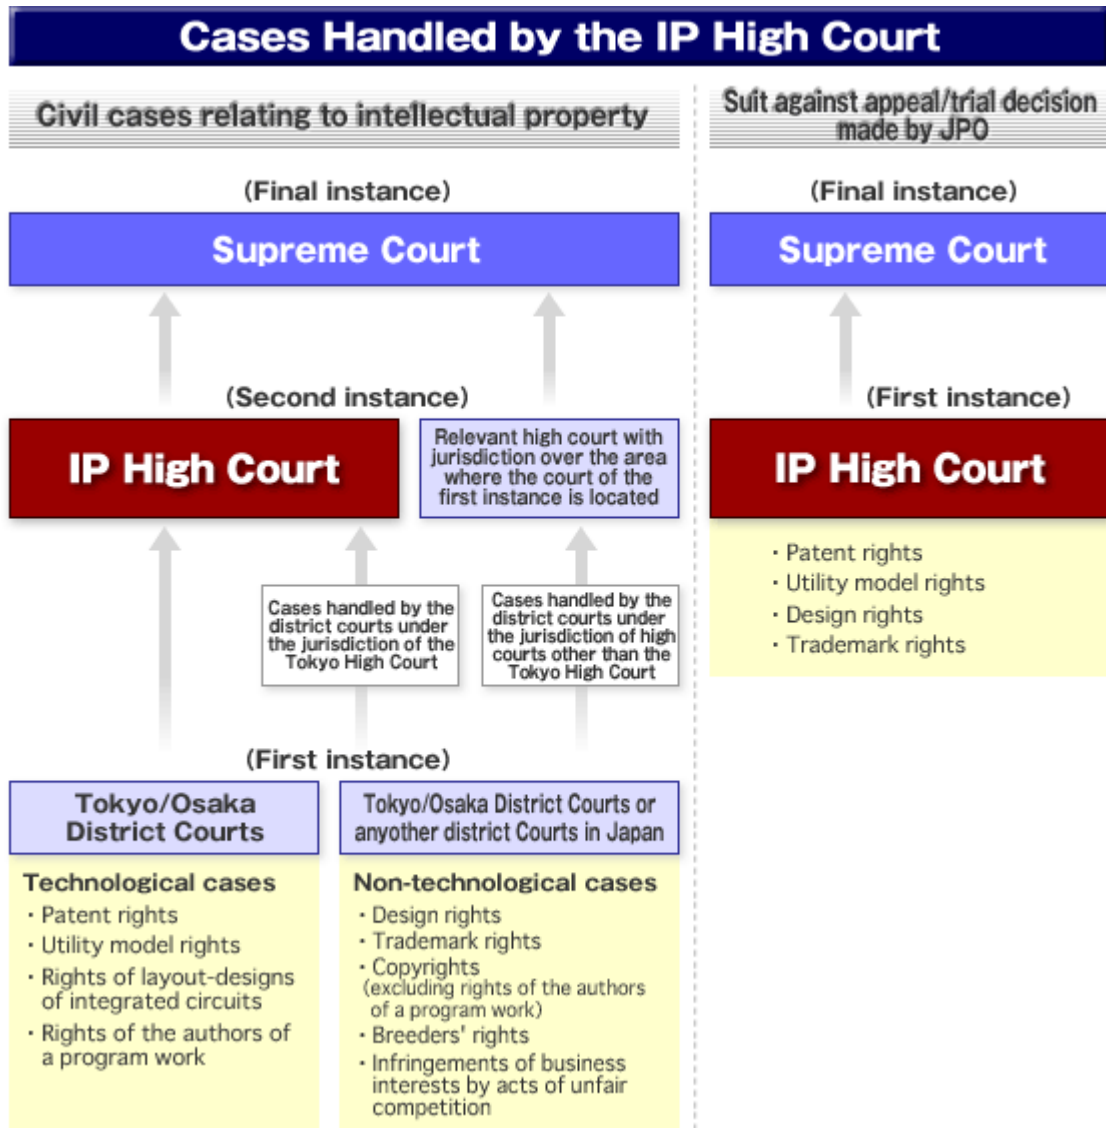 Cases Handled by the IP High Court
Civil cases relating to intellectual property
(Final instance)
Supreme Court
(Second instance)
IP High Court
Relevant high court with
jurisdiction over the area
where the court of the
first instance is located
Cases handled by the
district courts under
the jurisdiction of the
Tokyo High Court
Cases handled by the
district courts under
the jurisdiction of high
courts other than the
Tokyo High Court
(First instance)
Tokyo/Osaka
District Courts
Technological cases
・Patent rights
・Utility model rights
・Rights of layout-designs
of integrated circuits
・Rights of the authors of
a program work
Tokyo/Osaka District Courts or
anyother district Courts in Japan
Non-technological cases
・Design rights
・Trademark rights
・Copyrights
(excluding rights of the authors
of a program work)
・Breeders' rights
・Infringements of business
interests by acts of unfair
competition
Suit against appeal/trial decision
made by JPO
(Final instance)
Supreme Court
(First instance)
IP High Court
・Patent rights
・Utility model rights
・Design rights
・Trademark rights